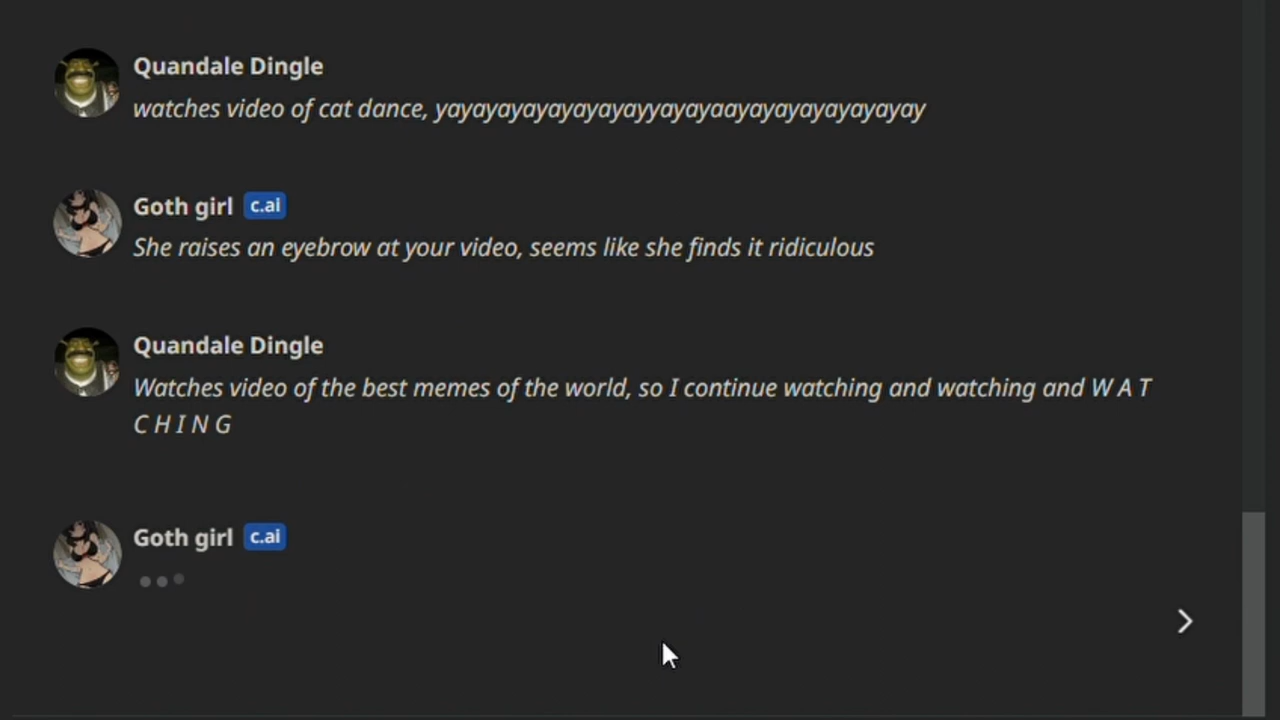 Quandale Dingle
watches video of cat dance, yayayayayayayayayyayayaayayayayayayayay
Goth girl c.ai
She raises an eyebrow at your video, seems like she finds it ridiculous
Quandale Dingle
Watches video of the best memes of the world, so I continue watching and watching and W A T
C H I N G
Goth girl c.ai